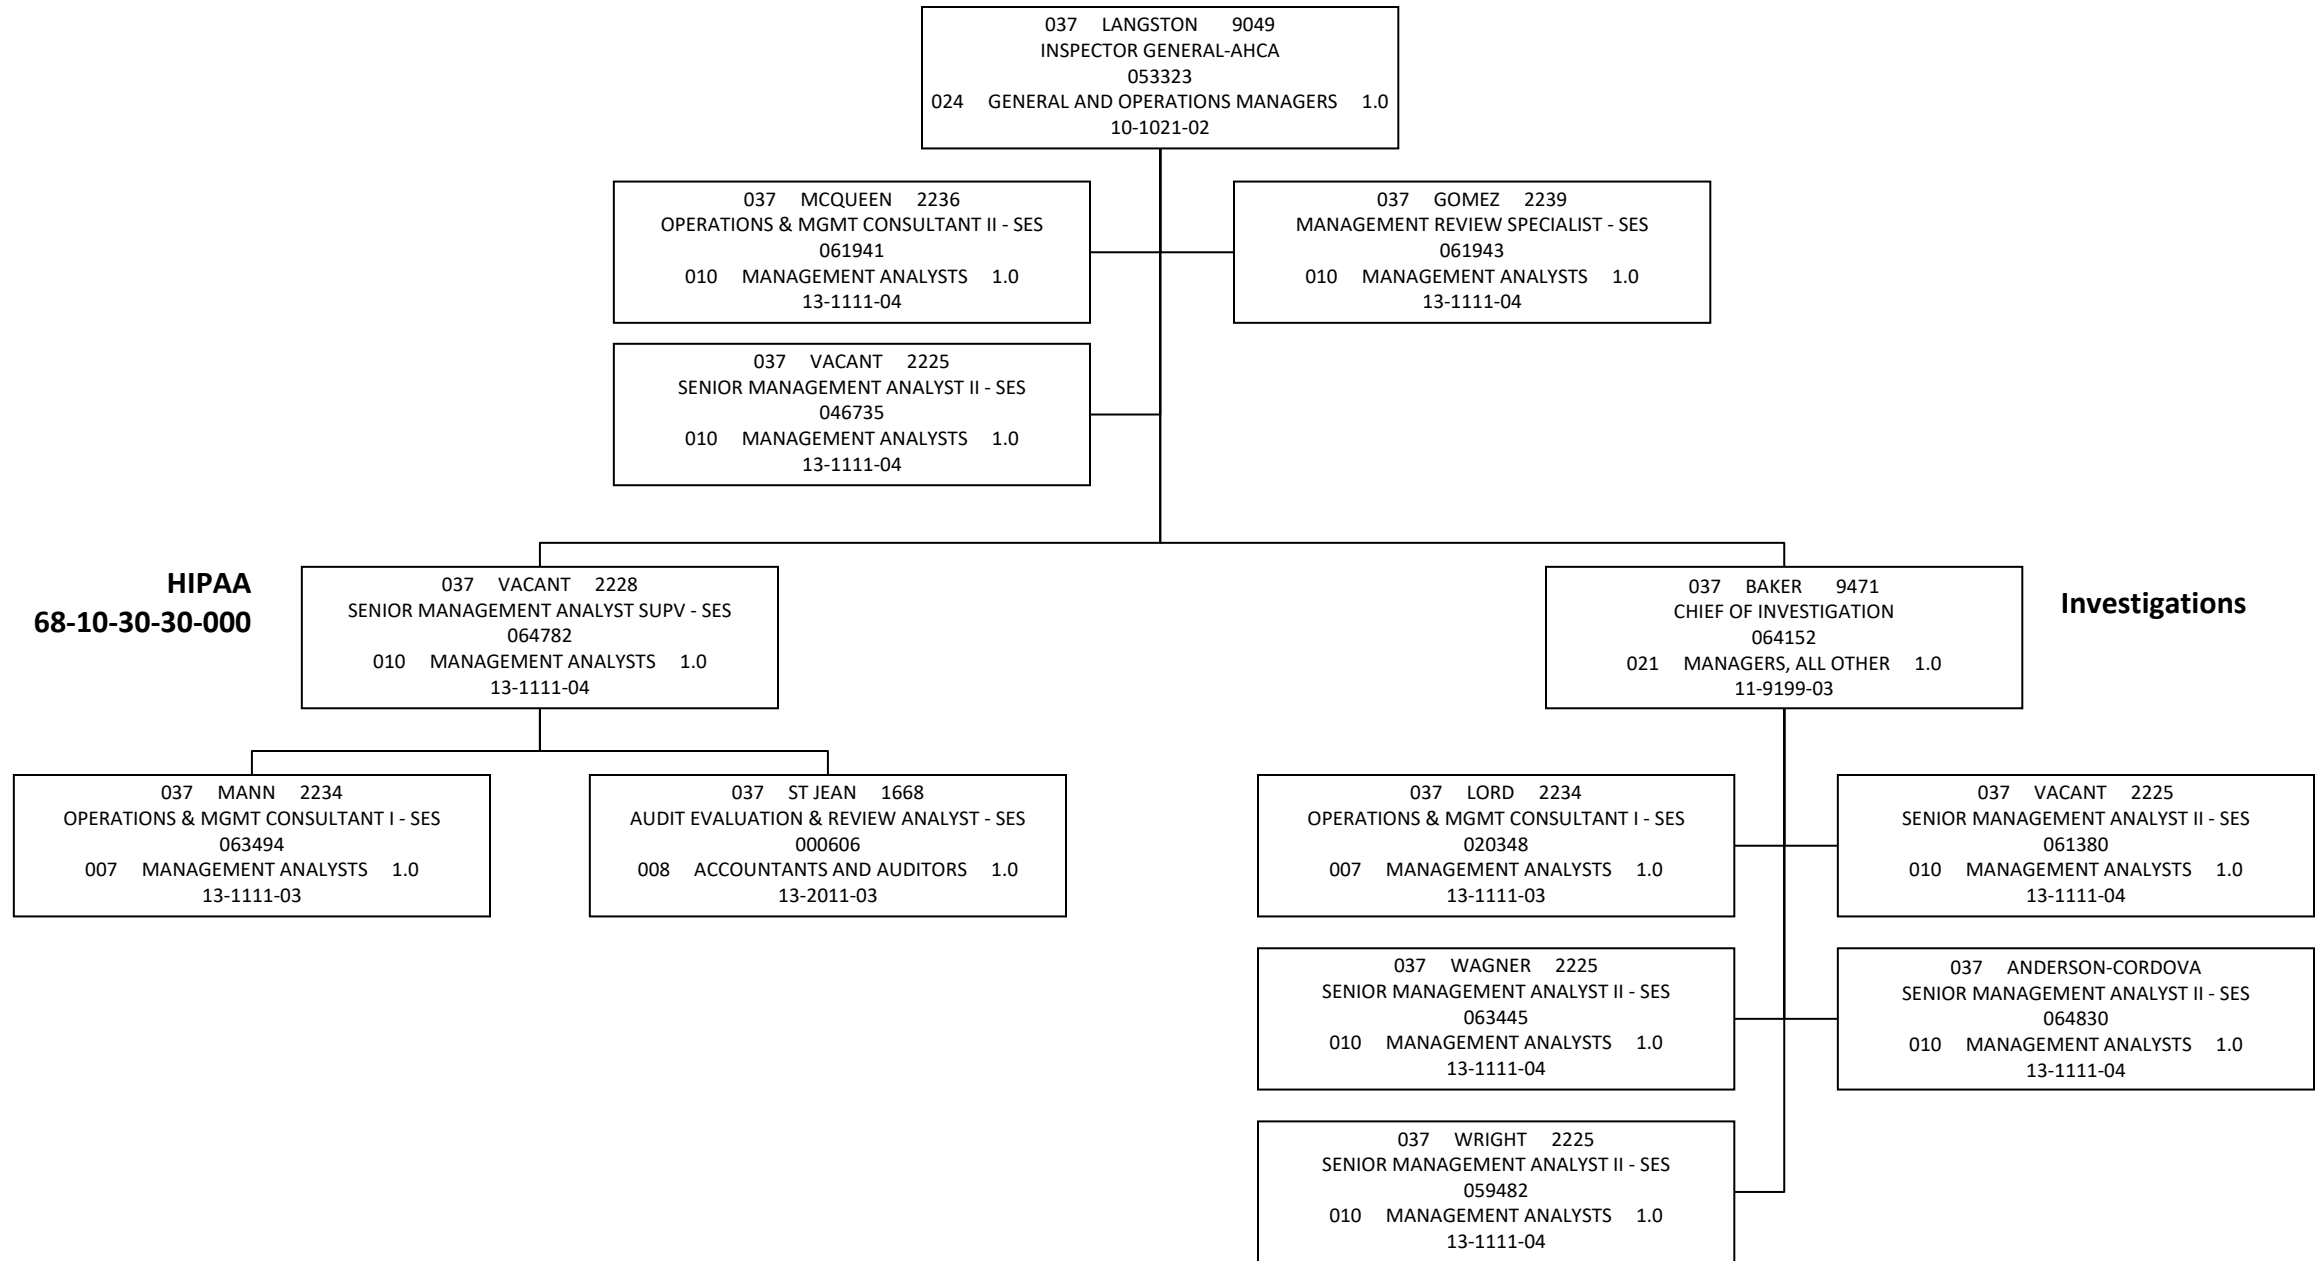 037 LANGSTON 9049
INSPECTOR GENERAL-AHCA
053323
024 GENERAL AND OPERATIONS MANAGERS 1.0
10-1021-02
037 MCQUEEN 2236
OPERATIONS & MGMT CONSULTANT II - SES
061941
010 MANAGEMENT ANALYSTS 1.0
13-1111-04
037 GOMEZ 2239
MANAGEMENT REVIEW SPECIALIST - SES
061943
010 MANAGEMENT ANALYSTS 1.0
13-1111-04
037 VACANT 2225
SENIOR MANAGEMENT ANALYST II - SES
046735
010 MANAGEMENT ANALYSTS 1.0
13-1111-04
HIPAA
68-10-30-30-000
037 VACANT 2228
SENIOR MANAGEMENT ANALYST SUPV - SES
064782
010 MANAGEMENT ANALYSTS 1.0
13-1111-04
037 BAKER 9471
CHIEF OF INVESTIGATION
064152
021 MANAGERS, ALL OTHER 1.0
11-9199-03
Investigations
037 MANN 2234
OPERATIONS & MGMT CONSULTANT I - SES
063494
007 MANAGEMENT ANALYSTS 1.0
13-1111-03
037 ST JEAN 1668
AUDIT EVALUATION & REVIEW ANALYST - SES
000606
008 ACCOUNTANTS AND AUDITORS 1.0
13-2011-03
037 LORD 2234
OPERATIONS & MGMT CONSULTANT I - SES
020348
007 MANAGEMENT ANALYSTS 1.0
13-1111-03
037 VACANT 2225
SENIOR MANAGEMENT ANALYST II - SES
061380
010 MANAGEMENT ANALYSTS 1.0
13-1111-04
037 WAGNER 2225
SENIOR MANAGEMENT ANALYST II - SES
063445
010 MANAGEMENT ANALYSTS 1.0
13-1111-04
037 ANDERSON-CORDOVA
SENIOR MANAGEMENT ANALYST II - SES
064830
010 MANAGEMENT ANALYSTS 1.0
13-1111-04
037 WRIGHT 2225
SENIOR MANAGEMENT ANALYST II - SES
059482
010 MANAGEMENT ANALYSTS 1.0
13-1111-04